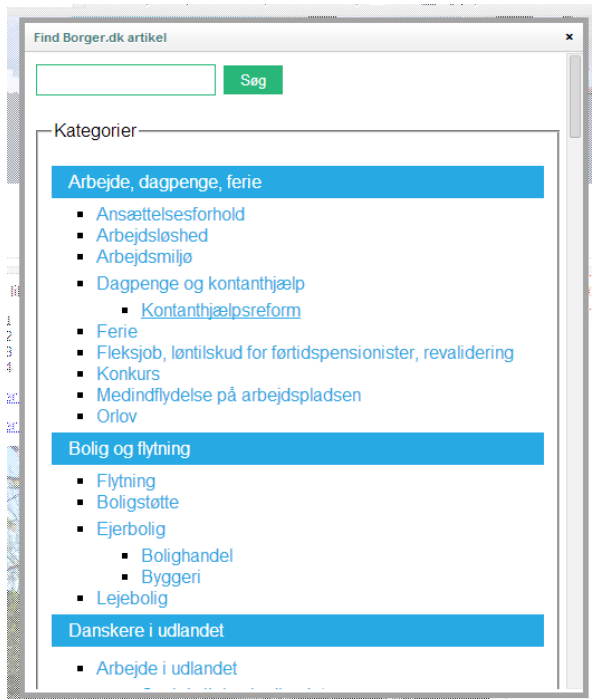 Find Borger.dk artikel
Søg
Kategorier
Arbejde, dagpenge, ferie
Ansættelsesforhold
Arbejdsløshed
Arbejdsmiljø
Dagpenge og kontanthjælp
Kontanthjælpsreform
Ferie
Fleksjob, løntilskud for førtidspensionister, revalidering
Konkurs
Medindflydelse på arbejdspladsen
Orlov
Bolig og flytning
Flytning
Boligstøtte
Ejerbolig
Bolighandel
Byggeri
Lejebolig
Danskere i udlandet
Arbejde i udlandet